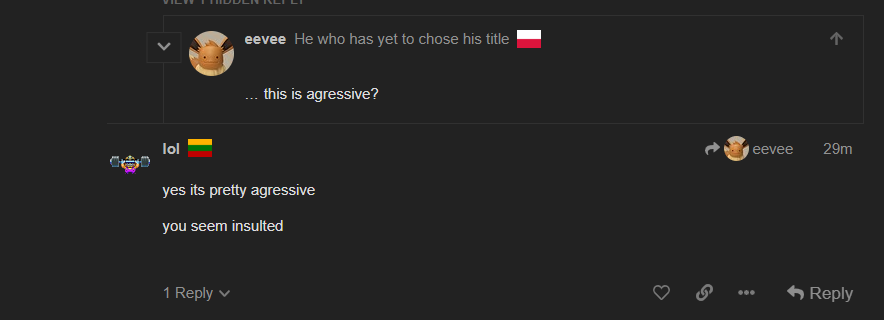 VIEW 1 HIDDEN REPLY
eevee He who has yet to chose his title
... this is agressive?
lol
eevee 29m
yes its pretty agressive
you seem insulted
1 Reply
Reply